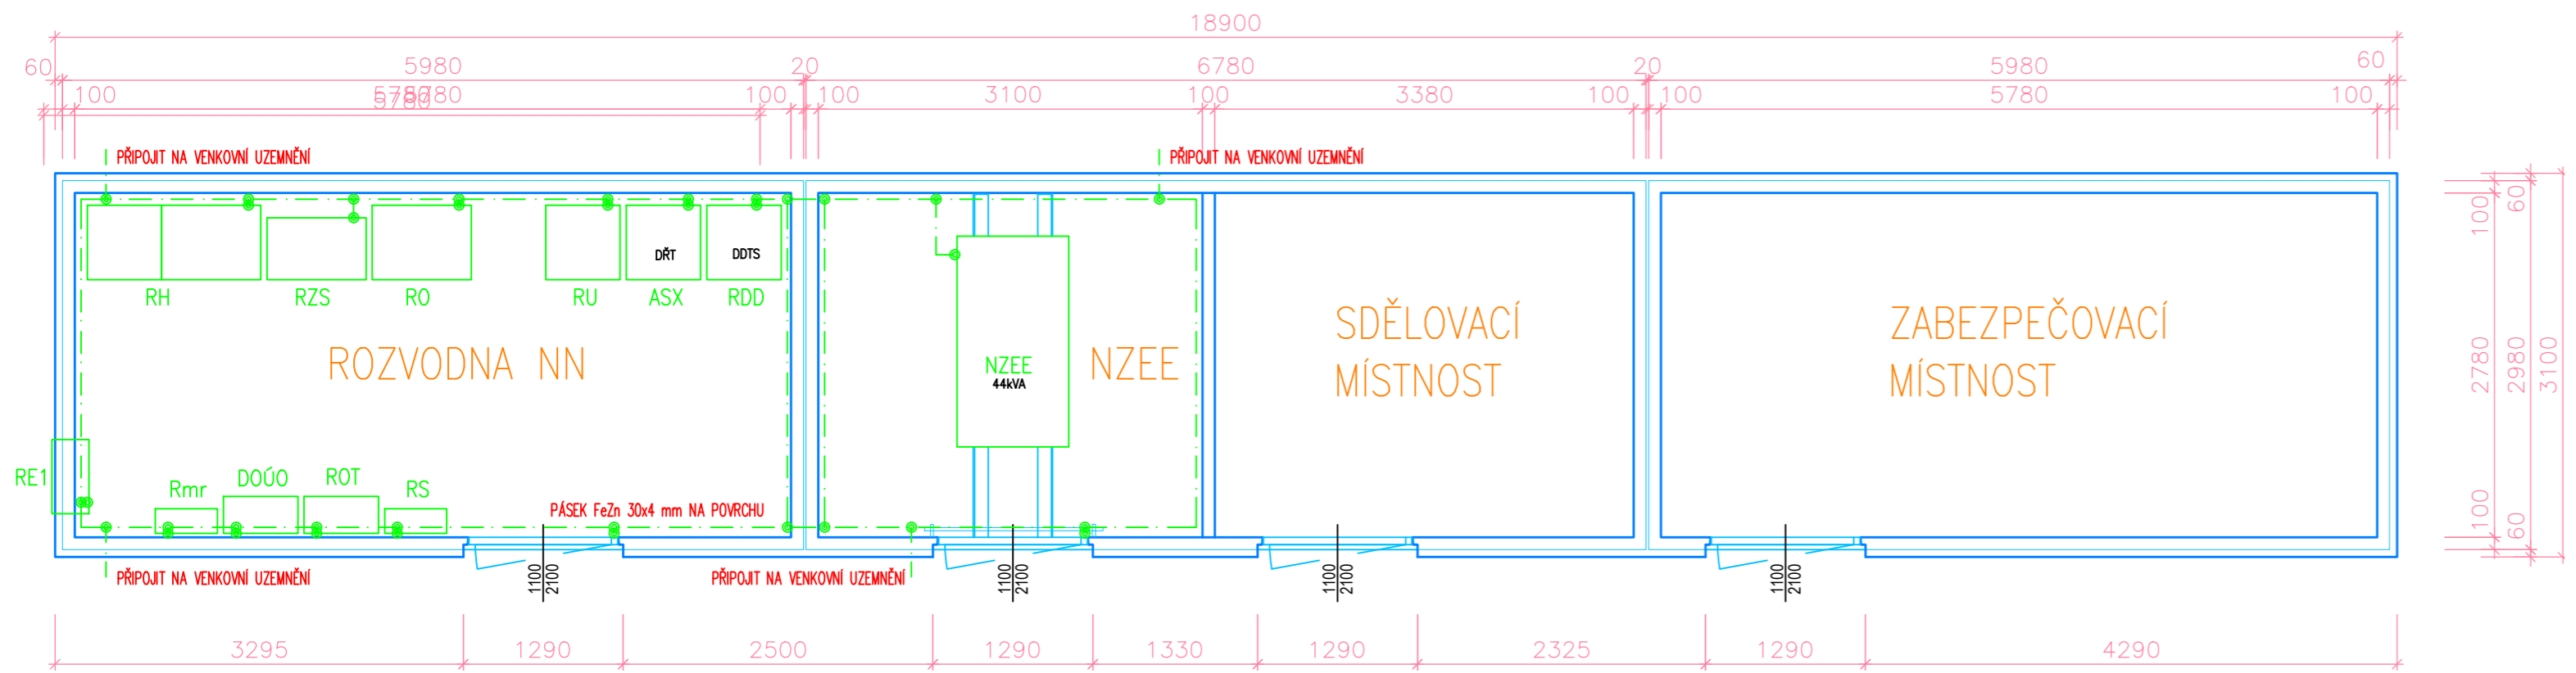 18900
60
5980
20
6780
20
5980
60
100
5780
5780
100
100
3100
100
3380
100
100
5780
100
PŘIPOJIT NA VENKOVNÍ UZEMNĚNÍ
PŘIPOJIT NA VENKOVNÍ UZEMNĚNÍ
DŘT
DDTS
RH
RZS
RO
RU
ASX
RDD
ROZVODNA NN
NZEE
44kVA
NZEE
SDĚLOVACÍ
MÍSTNOST
ZABEZPEČOVACÍ
MÍSTNOST
RE1
Rmr
DOÚO
ROT
RS
PÁSEK FeZn 30x4 mm NA POVRCHU
PŘIPOJIT NA VENKOVNÍ UZEMNĚNÍ
PŘIPOJIT NA VENKOVNÍ UZEMNĚNÍ
1100
2100
1100
2100
1100
2100
1100
2100
100
60
2780
2980
3100
100
60
3295
1290
2500
1290
1330
1290
2325
1290
4290